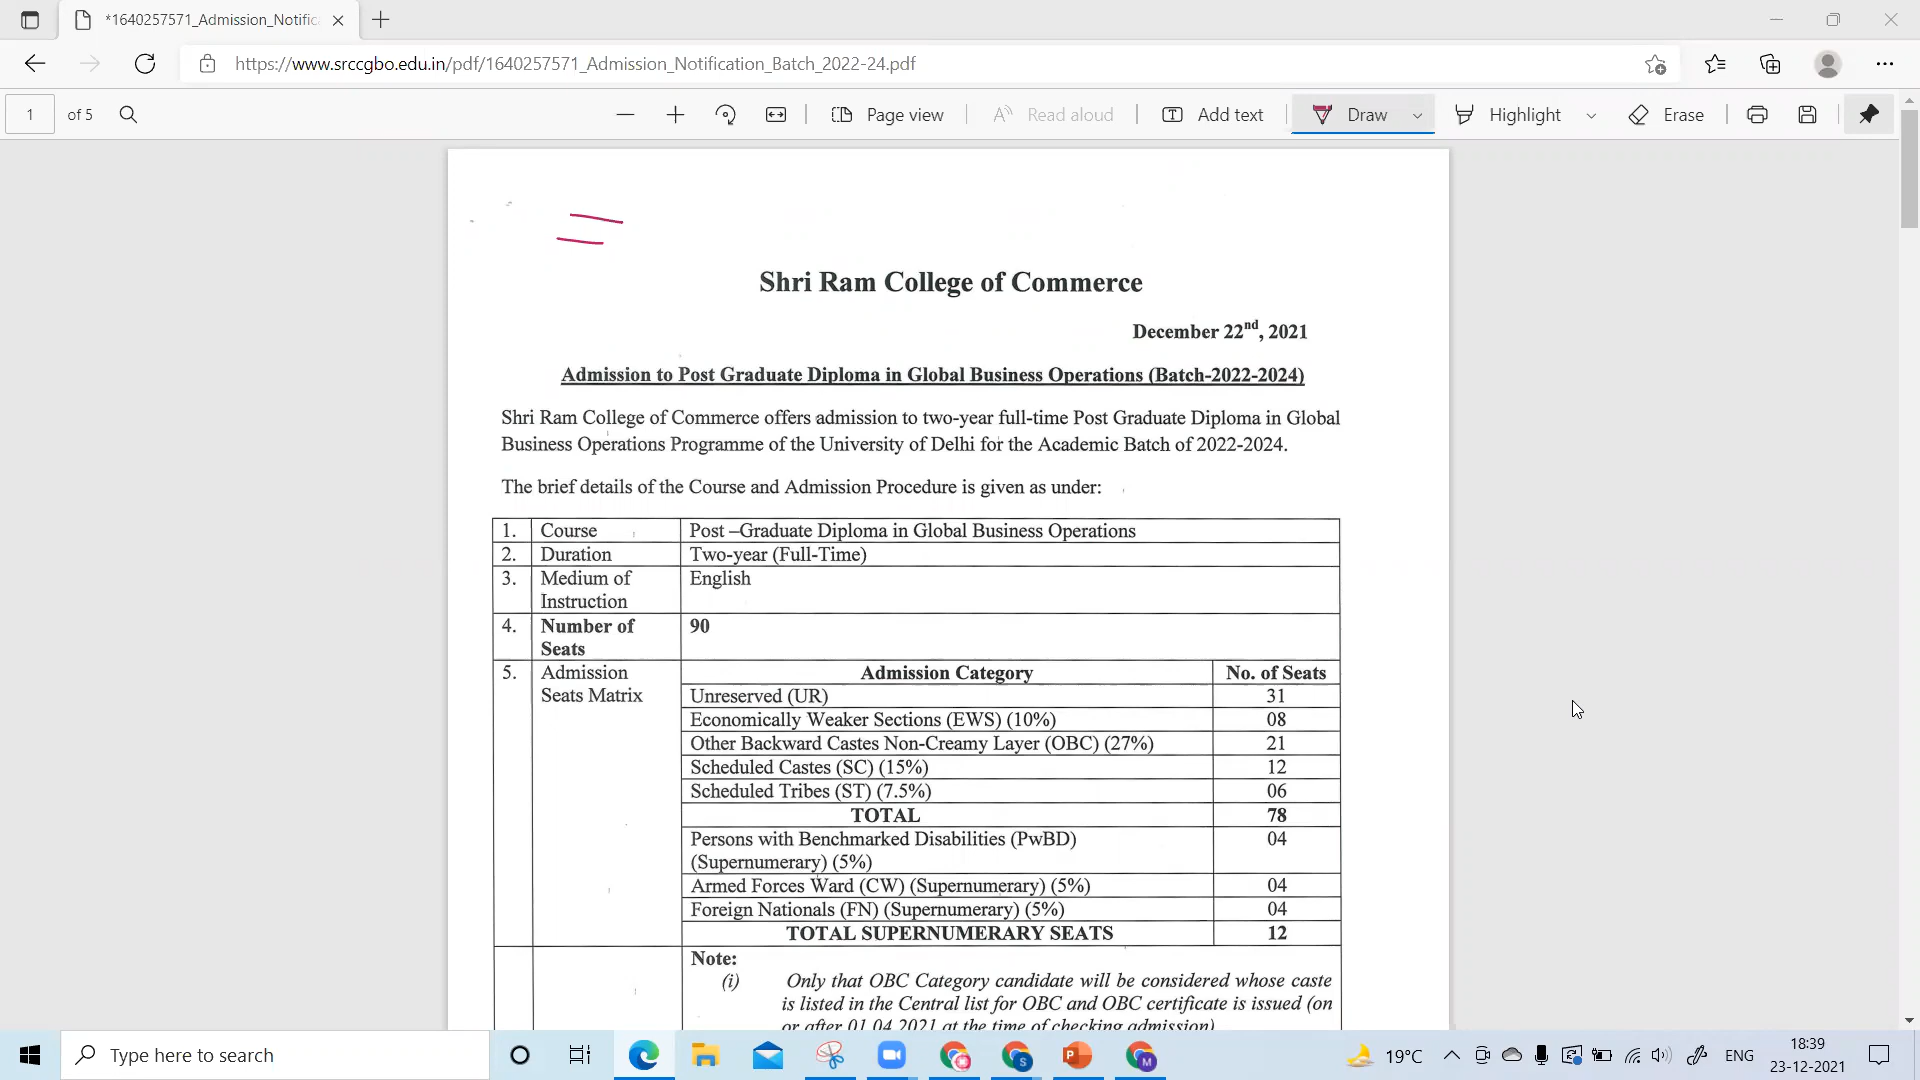 *1640257571_Admission_Notific
https://www.srccgbo.edu.in/pdf/1640257571_Admission_Notification_Batch_2022-24.pdf
1 of 5 Page view Read aloud Add text Draw Highlight Erase
Shri Ram College of Commerce
December 22nd, 2021
Admission to Post Graduate Diploma in Global Business Operations (Batch-2022-2024)
Shri Ram College of Commerce offers admission to two-year full-time Post Graduate Diploma in Global
Business Operations Programme of the University of Delhi for the Academic Batch of 2022-2024.
The brief details of the Course and Admission Procedure is given as under:
1. Course Post –Graduate Diploma in Global Business Operations
2. Duration Two-year (Full-Time)
3. Medium of English
Instruction
4. Number of 90
Seats
5. Admission Admission Category No. of Seats
Seats Matrix Unreserved (UR) 31
Economically Weaker Sections (EWS) (10%) 08
Other Backward Castes Non-Creamy Layer (OBC) (27%) 21
Scheduled Castes (SC) (15%) 12
Scheduled Tribes (ST) (7.5%) 06
TOTAL 78
Persons with Benchmarked Disabilities (PwBD) 04
(Supernumerary) (5%)
Armed Forces Ward (CW) (Supernumerary) (5%) 04
Foreign Nationals (FN) (Supernumerary) (5%) 04
TOTAL SUPERNUMERARY SEATS 12
Note:
(i) Only that OBC Category candidate will be considered whose caste
is listed in the Central list for OBC and OBC certificate is issued (on
or after 01.04.2021 at the time of checking admission)
Type here to search 19°C ENG 18:39
23-12-2021